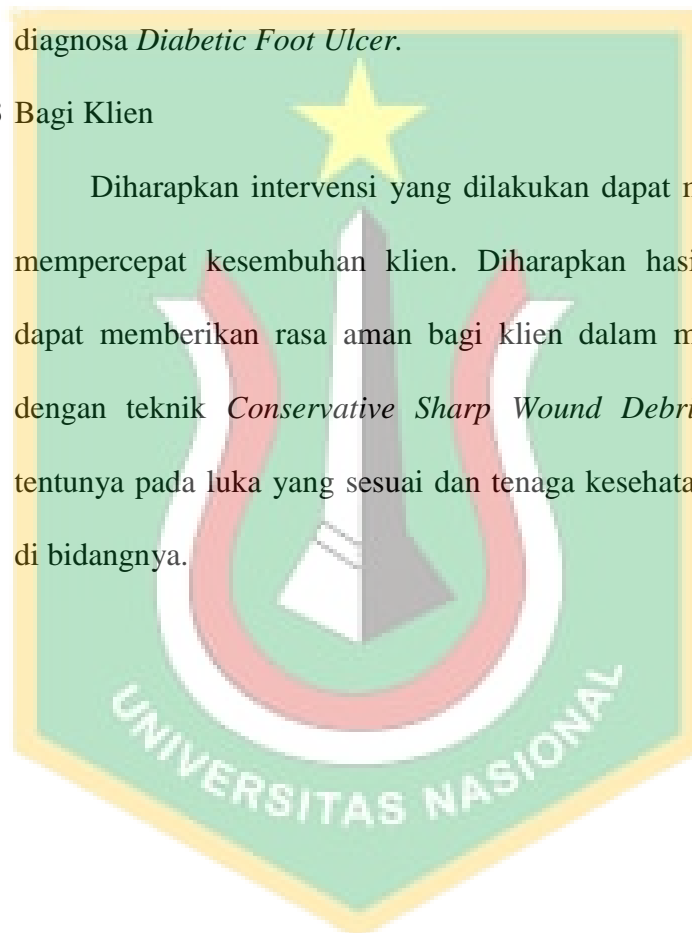 diagnosa Diabetic Foot Ulcer.
Bagi Klien
Diharapkan intervensi yang dilakukan dapat
mempercepat kesembuhan klien. Diharapkan
dapat memberikan rasa aman bagi klien dalam
dengan teknik Conservative Sharp Wound
tentunya pada luka yang sesuai dan tenaga
di bidangnya.
UNIVERSITAS NASIONAL